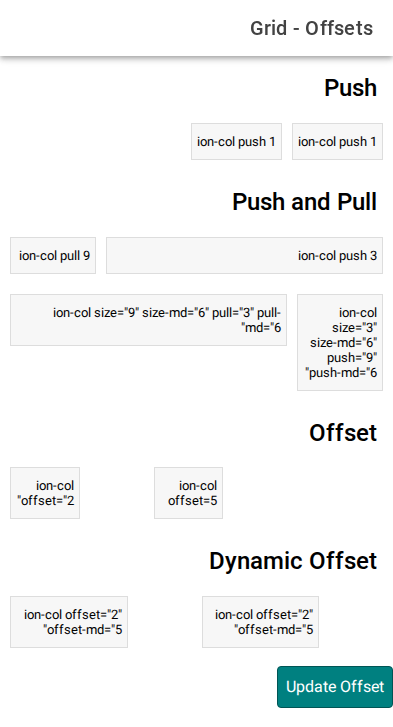 Grid - Offsets
Push
ion-col push 1
ion-col push 1
Push and Pull
ion-col pull 9
ion-col push 3
ion-col size="9" size-md="6" pull="3" pull-
"md="6
ion-col
size="3"
size-md="6"
push="9"
"push-md="6
Offset
ion-col
"offset="2
ion-col
offset=5
Dynamic Offset
ion-col offset="2"
"offset-md="5
ion-col offset="2"
"offset-md="5
Update Offset